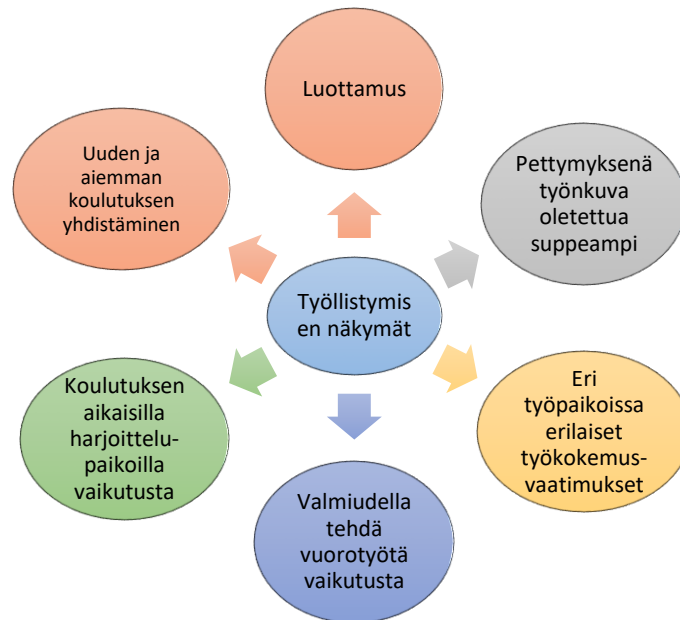 Luottamus
Uuden ja
aiemman
koulutuksen
yhdistäminen
Pettymyksenä
työnkuva
oletettua
suppeampi
Työllistymis
en näkymät
Koulutuksen
aikaisilla
harjoittelu-
paikoilla
vaikutusta
Eri
työpaikoissa
erilaiset
työkokemus-
vaatimukset
Valmiudella
tehdä
vuorotyötä
vaikutusta